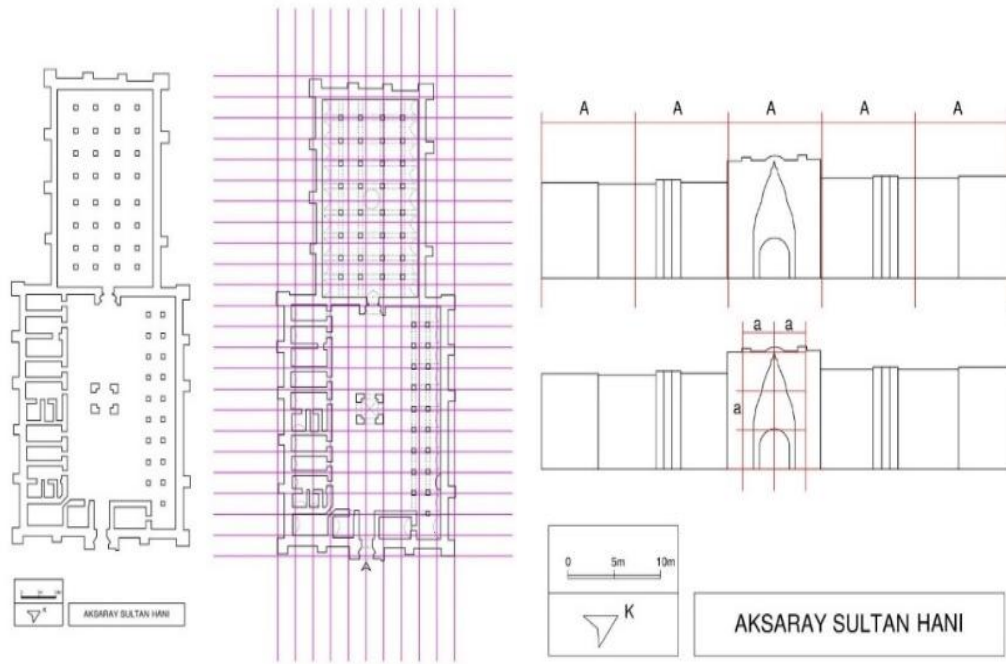 A A A A A
a a
a
A
K
AKSARAY SULTAN HANI
0 5m 10m
K
AKSARAY SULTAN HANI